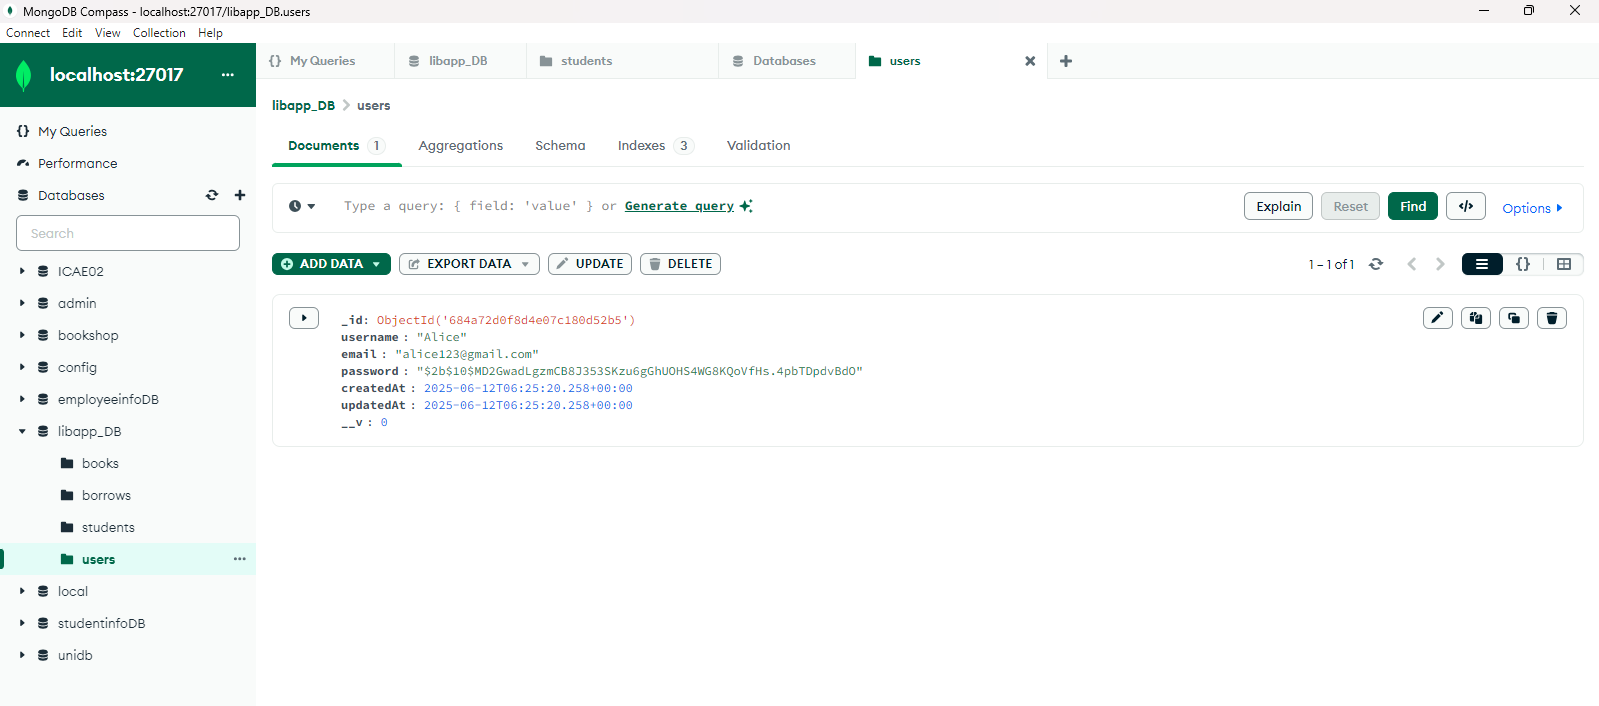 MongoDB Compass - localhost:27017/libapp_DB.users
Connect Edit View Collection Help
localhost:27017 ...
{} My Queries
Performance
Databases
Search
ICAE02
admin
bookshop
config
employeeinfoDB
libapp_DB
books
borrows
students
users ...
local
studentinfoDB
unidb
{} My Queries libapp_DB students Databases users
libapp_DB > users
Documents 1 Aggregations Schema Indexes 3 Validation
Type a query: { field: 'value' } or Generate query Explain Reset Find </> Options
ADD DATA EXPORT DATA UPDATE DELETE 1 – 1 of 1 {}
_id: ObjectId('684a72d0f8d4e07c180d52b5')
username : "Alice"
email : "alice123@gmail.com"
password : "$2b$10$MD2GwadLgzmCB8J353SKzu6gGhUOHS4WG8KQoVfHs.4pbTDpdvBdO"
createdAt : 2025-06-12T06:25:20.258+00:00
updatedAt : 2025-06-12T06:25:20.258+00:00
__v : 0